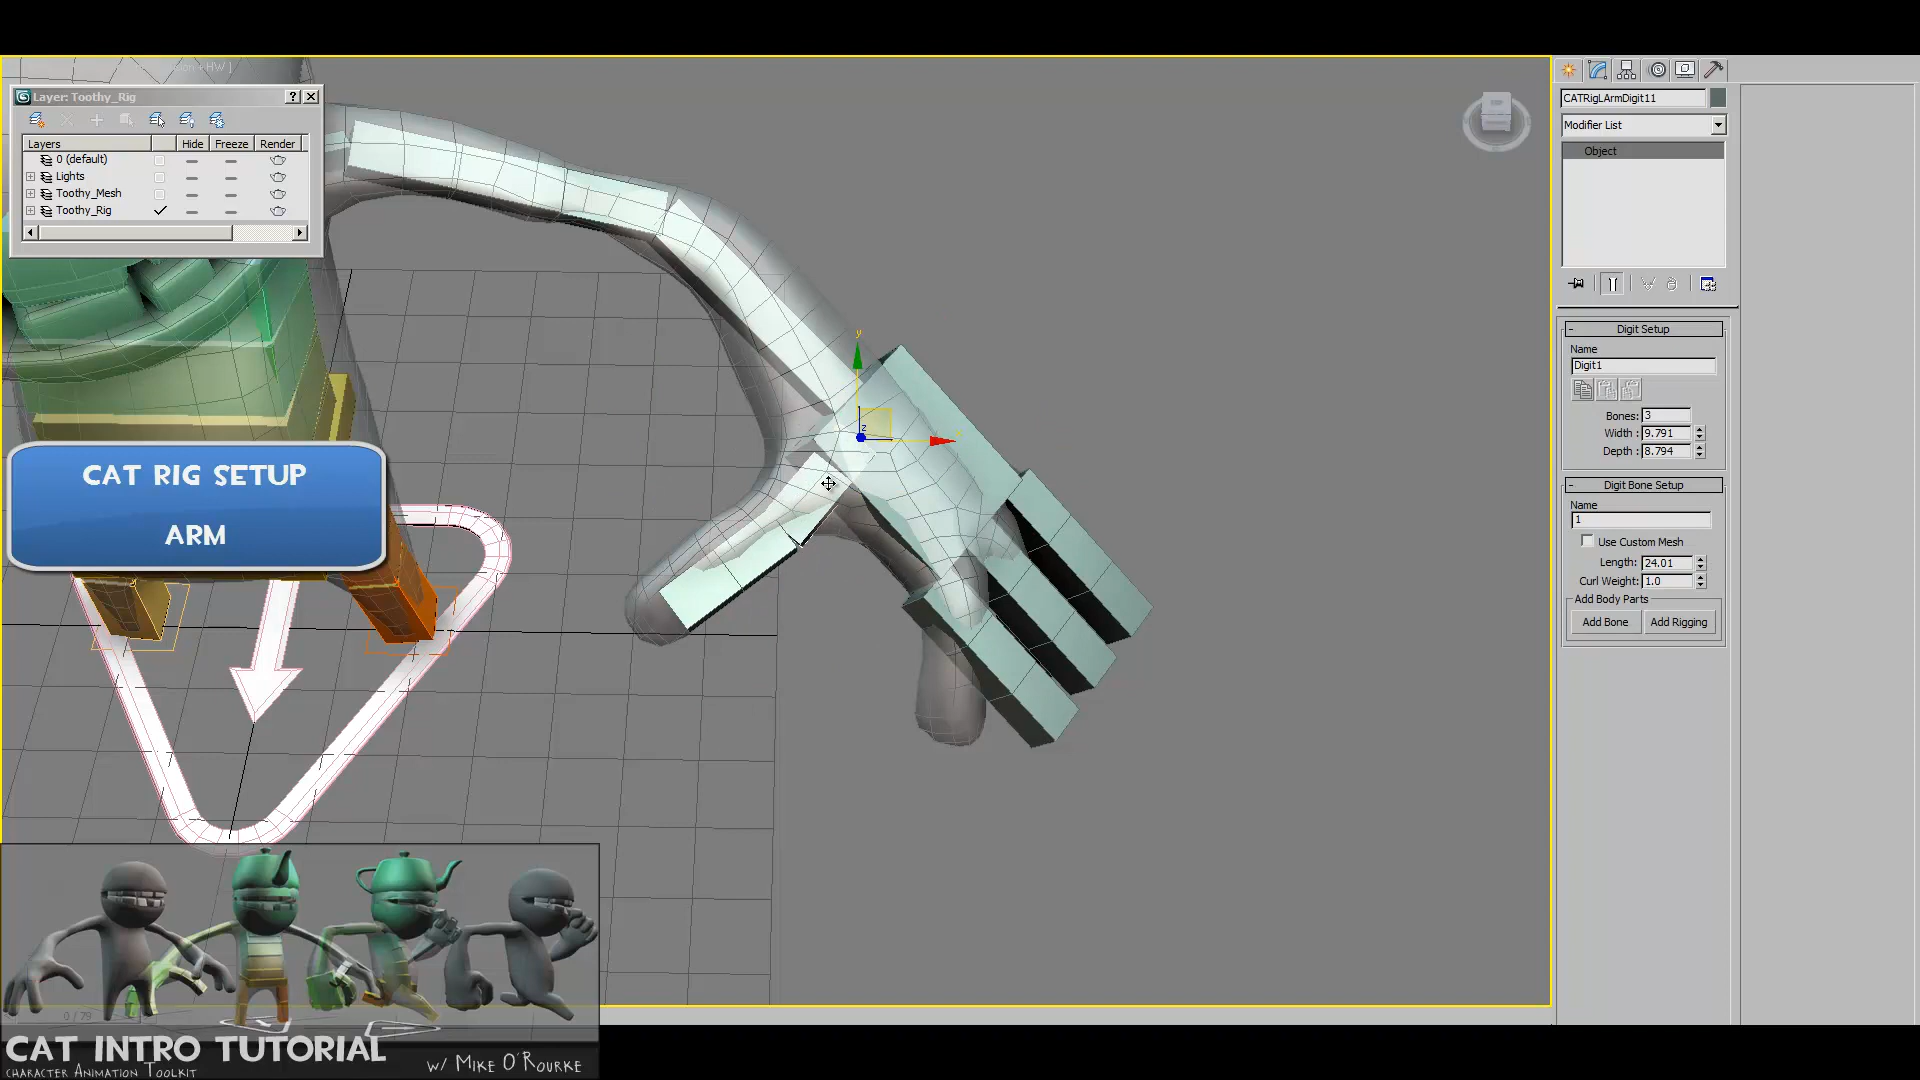 +HW ]
Layer: Toothy_Rig
?
Layers Hide Freeze Render
0 (default)
Lights
Toothy_Mesh
Toothy_Rig
CAT RIG SETUP
ARM
y
z
0 / 79
CAT INTRO TUTORIAL
CHARACTER ANIMATION TOOLKIT
W/ MIKE O'ROURKE
CATRigLArmDigit11
Modifier List
Object
Digit Setup
Name
Digit1
Bones: 3
Width : 9.791
Depth : 8.794
Digit Bone Setup
Name
1
Use Custom Mesh
Length: 24.01
Curl Weight: 1.0
Add Body Parts
Add Bone Add Rigging